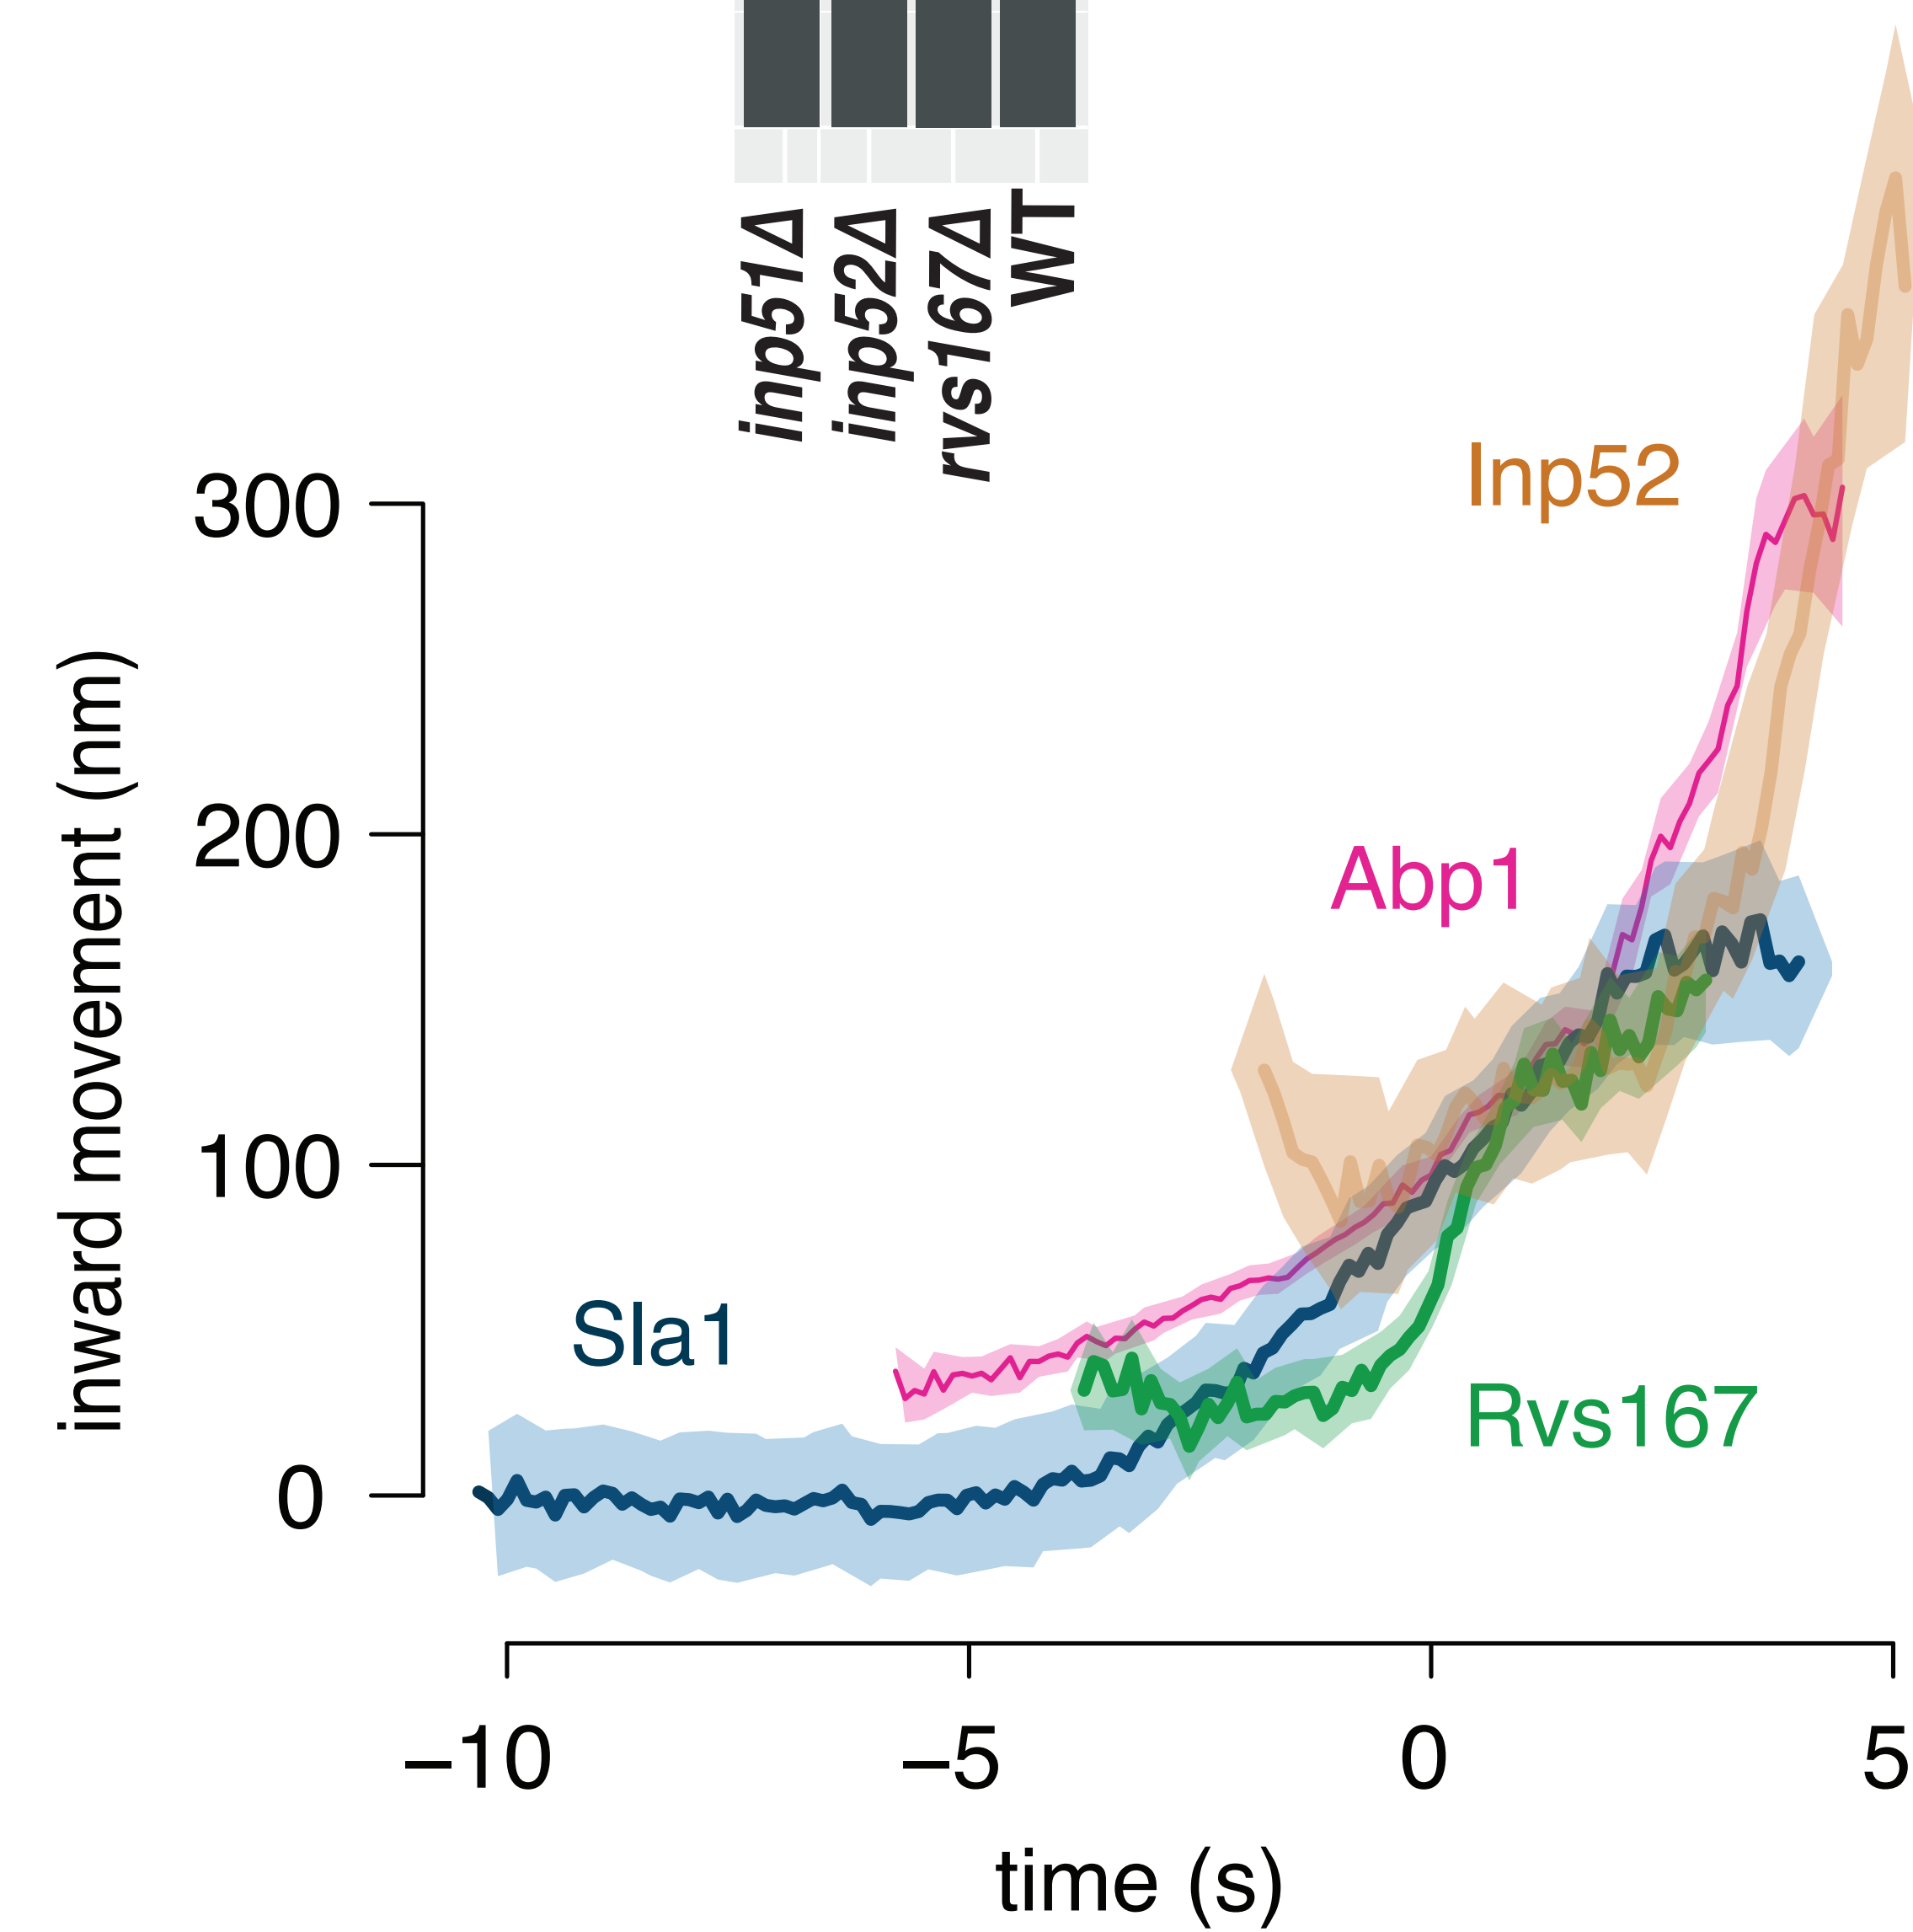 inp51Δ
inp52Δ
rvs167Δ
WT
inward movement (nm)
300
200
100
0
Inp52
Abp1
Sla1
Rvs167
−10
−5
0
5
time (s)